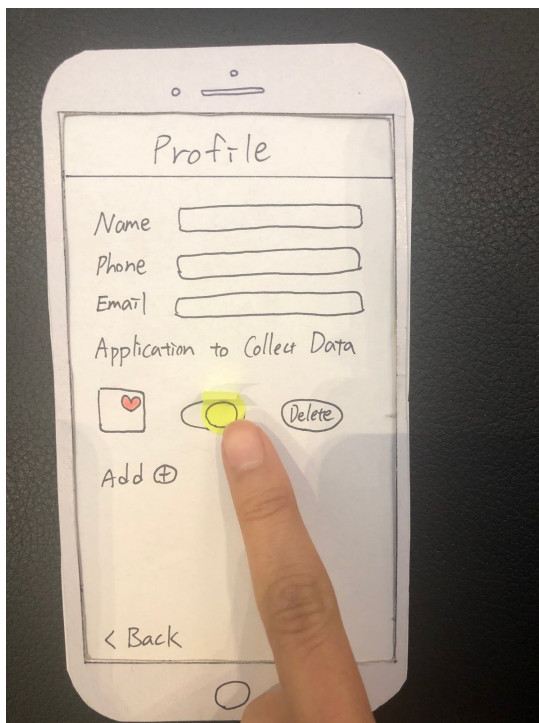 Profile
Name
Phone
Email
Application to Collect Data
Delete
Add ⊕
< Back